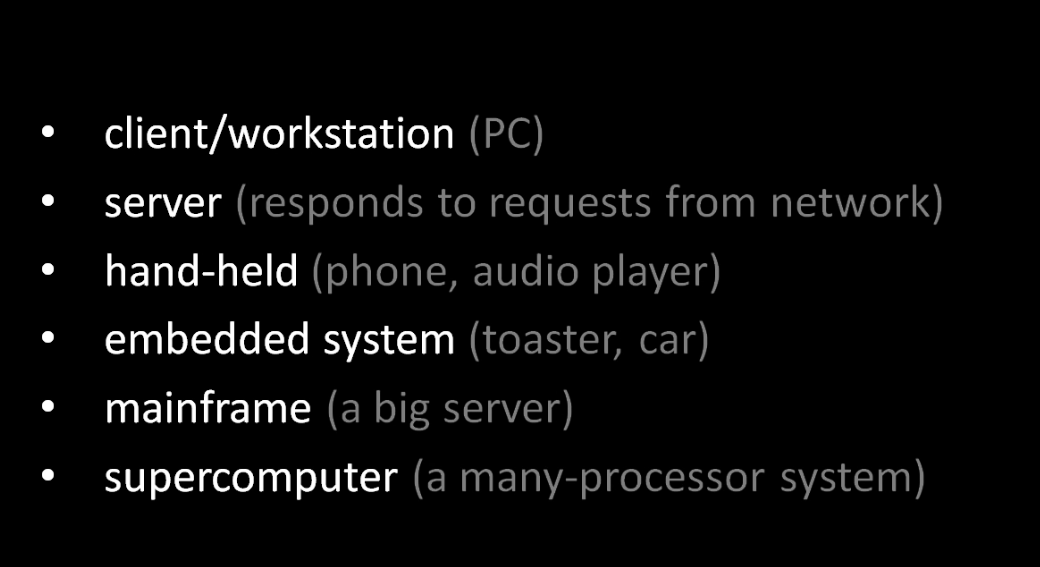 • client/workstation (PC)
• server (responds to requests from network)
• hand-held (phone, audio player)
• embedded system (toaster, car)
• mainframe (a big server)
• supercomputer (a many-processor system)